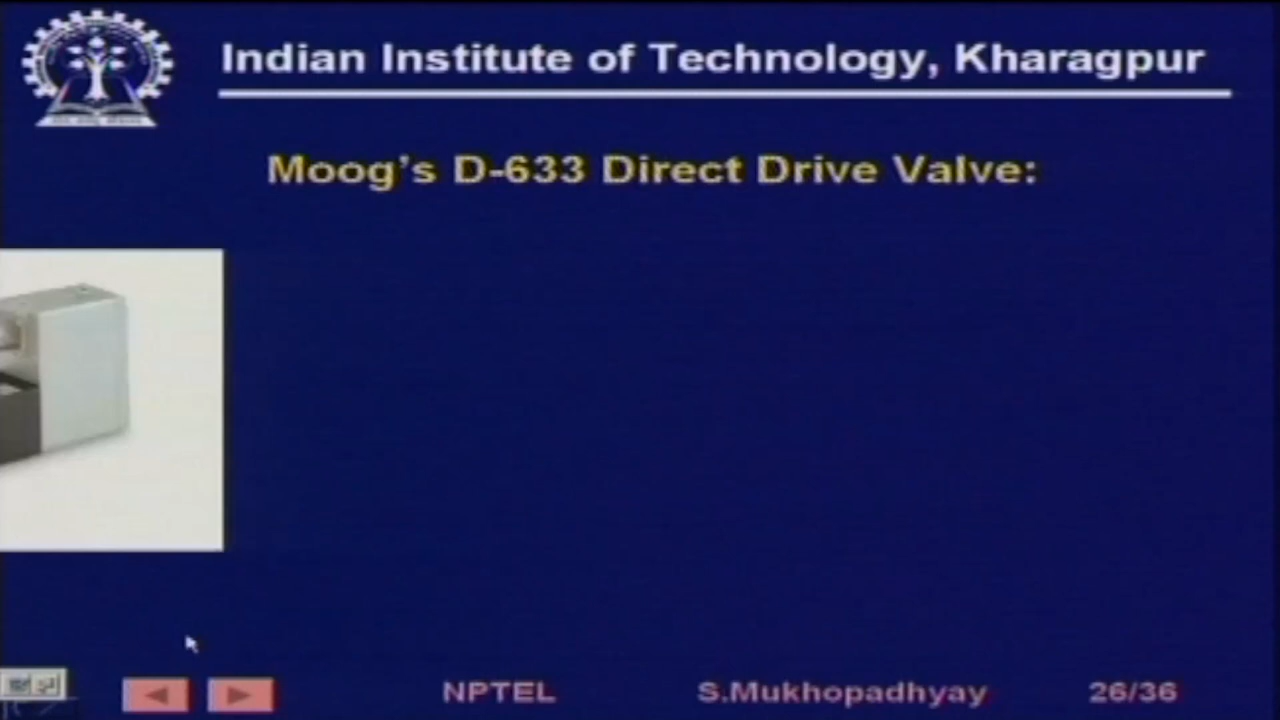 Indian Institute of Technology, Kharagpur
Moog's D-633 Direct Drive Valve:
NPTEL S.Mukhopadhyay 26/36